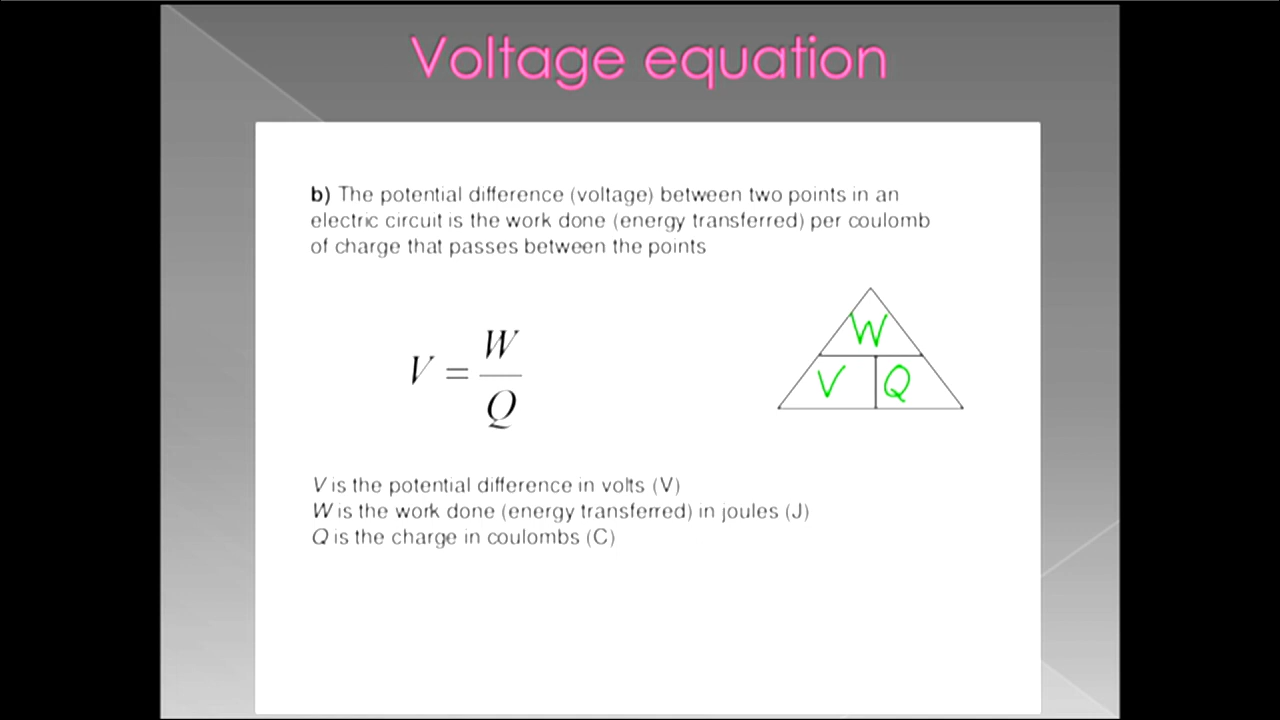 Voltage equation
b) The potential difference (voltage) between two points in an
electric circuit is the work done (energy transferred) per coulomb
of charge that passes between the points
V = W / Q
W
V Q
V is the potential difference in volts (V)
W is the work done (energy transferred) in joules (J)
Q is the charge in coulombs (C)